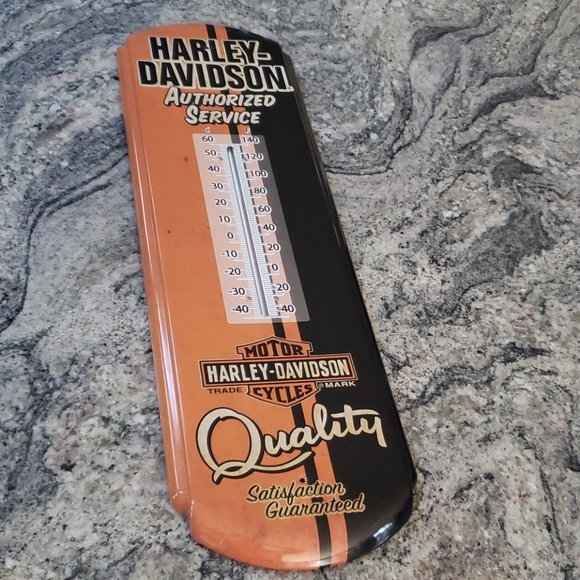 HARLEY-
DAVIDSON
AUTHORIZED
SERVICE
C F
60 140
50 120
40 100
30 80
20 60
10 40
0 20
-10 0
-20
-30 -20
-40 -40
MOTOR
HARLEY-DAVIDSON
TRADE ® MARK
CYCLES
Quality
Satisfaction
Guaranteed